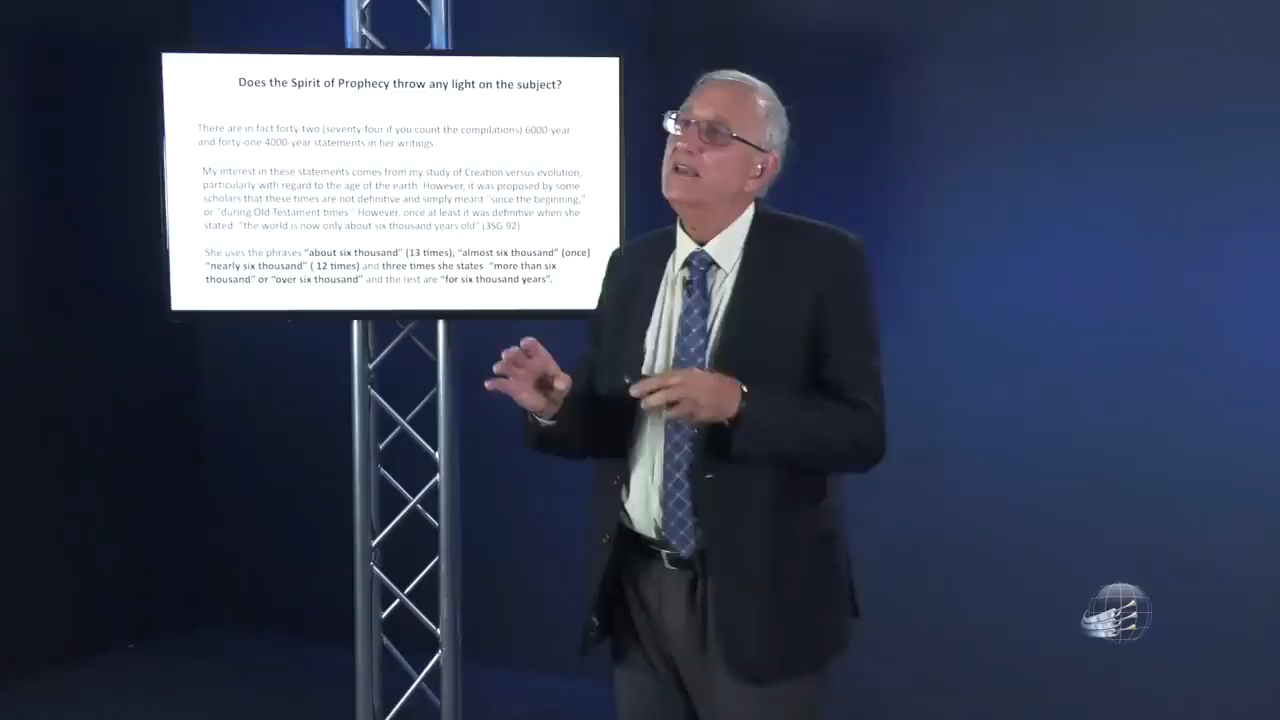 Does the Spirit of Prophecy throw any light on the subject?
There are in fact forty-two (seventy-four if you count the compilations) 6000-year
and forty-one 4000-year statements in her writings.
My interest in these statements comes from my study of Creation versus evolution,
particularly with regard to the age of the earth. However, it was proposed by some
scholars that these times are not definitive and simply meant "since the beginning,"
or "during Old Testament times." However, once at least it was definitive when she
stated "the world is now only about six thousand years old" (3SG 92)
She uses the phrases "about six thousand" (13 times), "almost six thousand" (once)
"nearly six thousand" ( 12 times) and three times she states "more than six
thousand" or "over six thousand" and the rest are "for six thousand years".